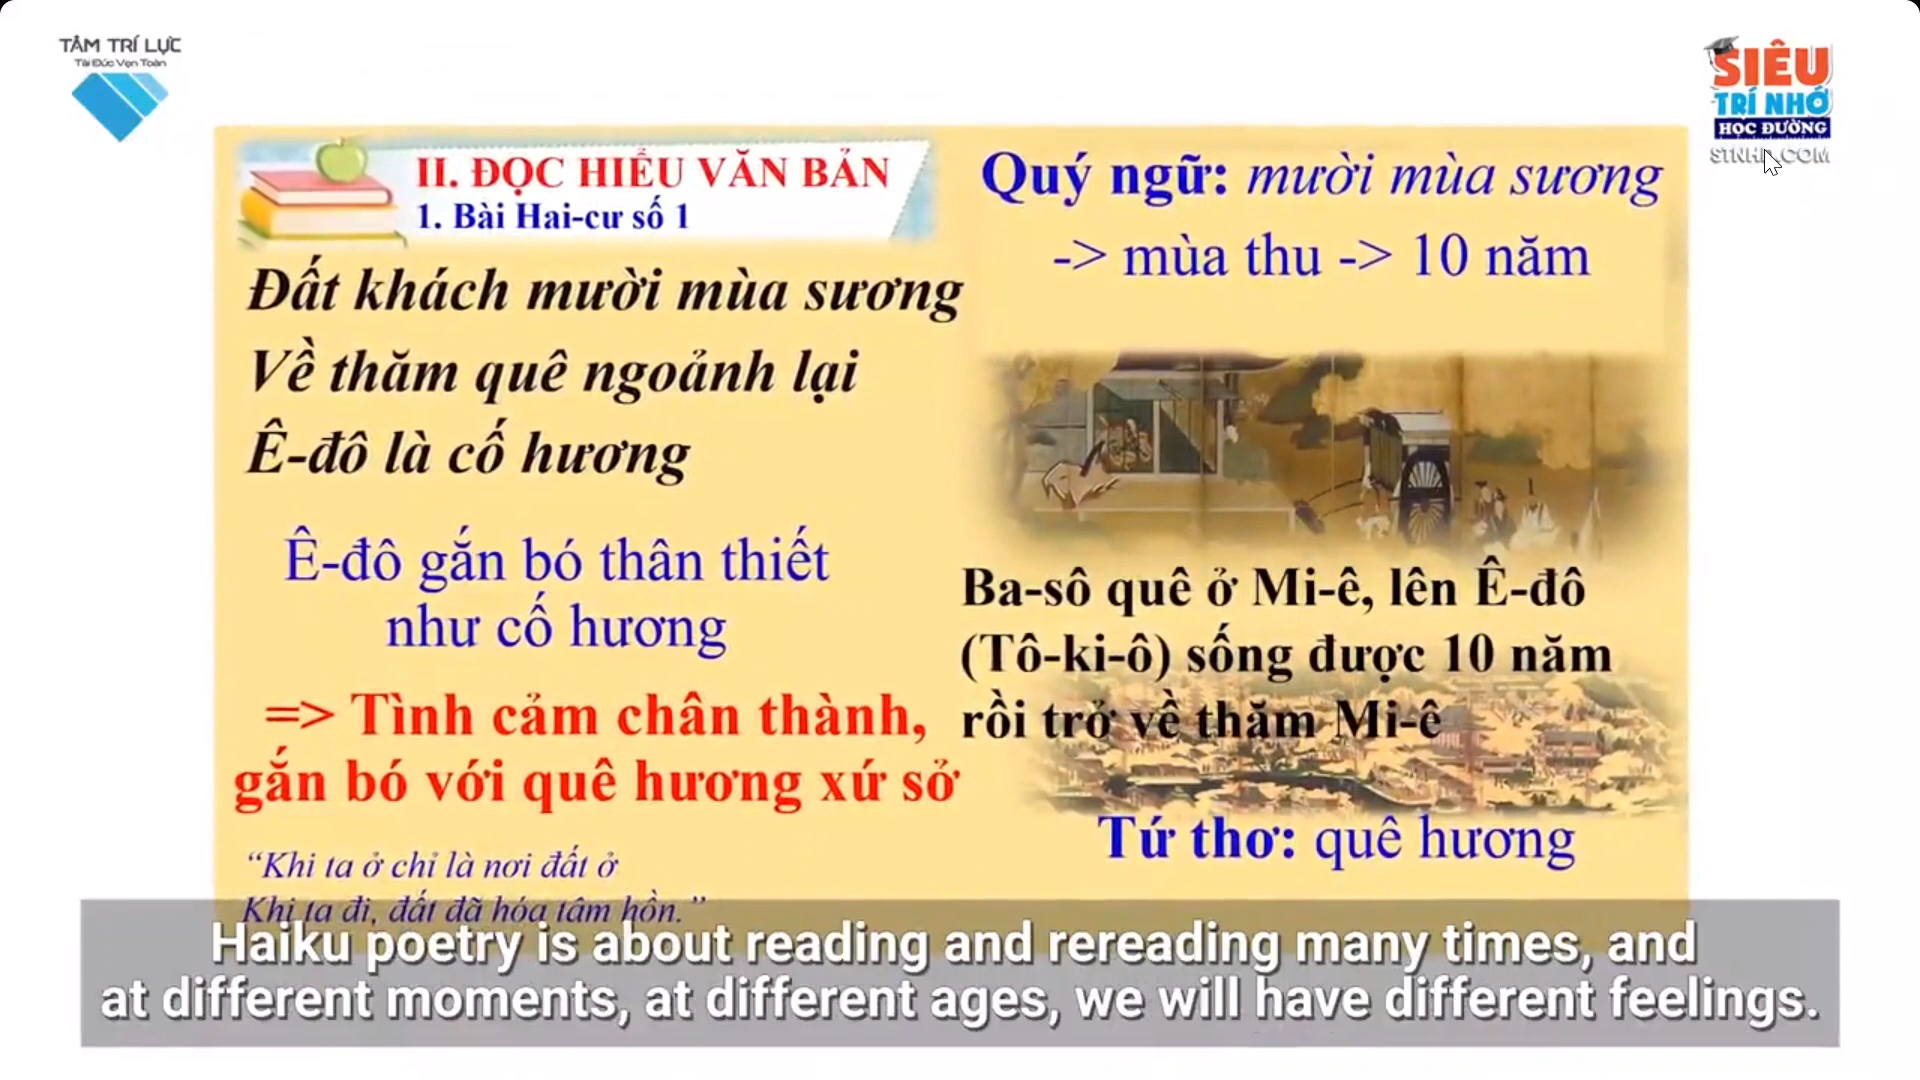 TÂM TRÍ LỰC
Tài Đức Vẹn Toàn
SIÊU
TRÍ NHỚ
HỌC ĐƯỜNG
II. ĐỌC HIỂU VĂN BẢN
1. Bài Hai-cư số 1
Đất khách mười mùa sương
Về thăm quê ngoảnh lại
Ê-đô là cố hương
Ê-đô gắn bó thân thiết
như cố hương
=> Tình cảm chân thành,
gắn bó với quê hương xứ sở
“Khi ta ở chỉ là nơi đất ở
Khi ta đi, đất đã hóa tâm hồn.”
Quý ngữ: mười mùa sương
-> mùa thu -> 10 năm
Ba-sô quê ở Mi-ê, lên Ê-đô
(Tô-ki-ô) sống được 10 năm
rồi trở về thăm Mi-ê
Tứ thơ: quê hương
Haiku poetry is about reading and rereading many times, and
at different moments, at different ages, we will have different feelings.